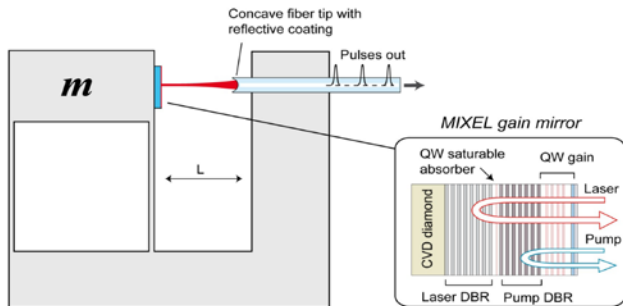 Concave fiber tip with
reflective coating
Pulses out
m
L
MIXEL gain mirror
QW saturable
absorber
QW gain
Laser
Pump
CVD diamond
Laser DBR
Pump DBR